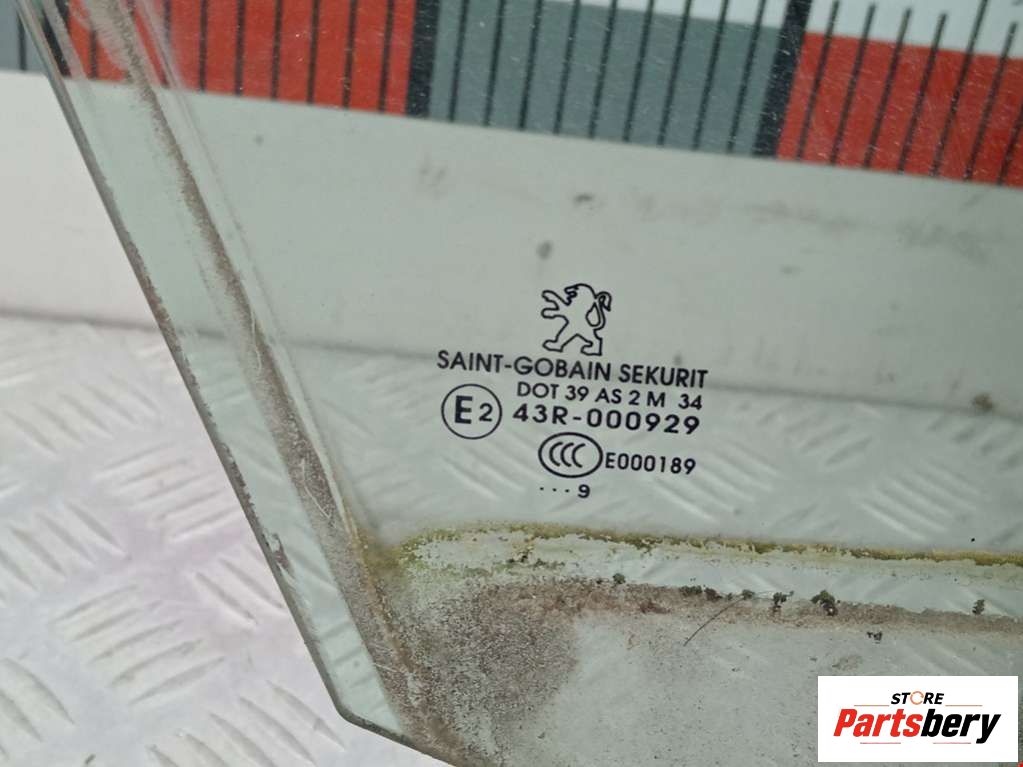 SAINT-GOBAIN SEKURIT
DOT 39 AS 2 M 34
E2 43R-000929
CCC E000189
...9
STORE
Partsbery